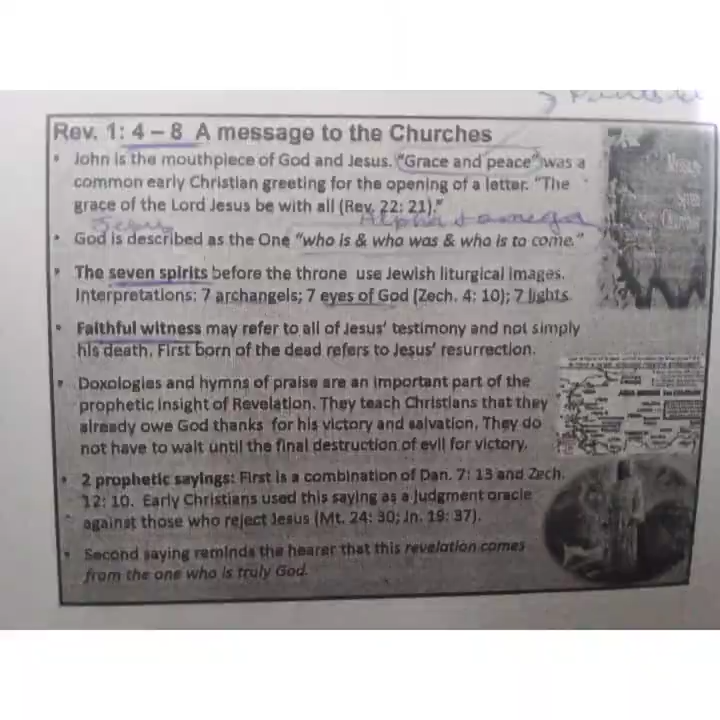 Rev. 1: 4 – 8 A message to the Churches
• John is the mouthpiece of God and Jesus. "Grace and peace" was a
common early Christian greeting for the opening of a letter. "The
grace of the Lord Jesus be with all (Rev. 22: 21)."
Jesus Alpha & omega
• God is described as the One "who is & who was & who is to come."
• The seven spirits before the throne use Jewish liturgical images.
Interpretations: 7 archangels; 7 eyes of God (Zech. 4: 10); 7 lights
• Faithful witness may refer to all of Jesus' testimony and not simply
his death. First born of the dead refers to Jesus' resurrection.
• Doxologies and hymns of praise are an important part of the
prophetic insight of Revelation. They teach Christians that they
already owe God thanks for his victory and salvation. They do
not have to wait until the final destruction of evil for victory.
• 2 prophetic sayings: First is a combination of Dan. 7: 13 and Zech.
12: 10. Early Christians used this saying as a judgment oracle
against those who reject Jesus (Mt. 24: 30; Jn. 19: 37).
• Second saying reminds the hearer that this revelation comes
from the one who is truly God.